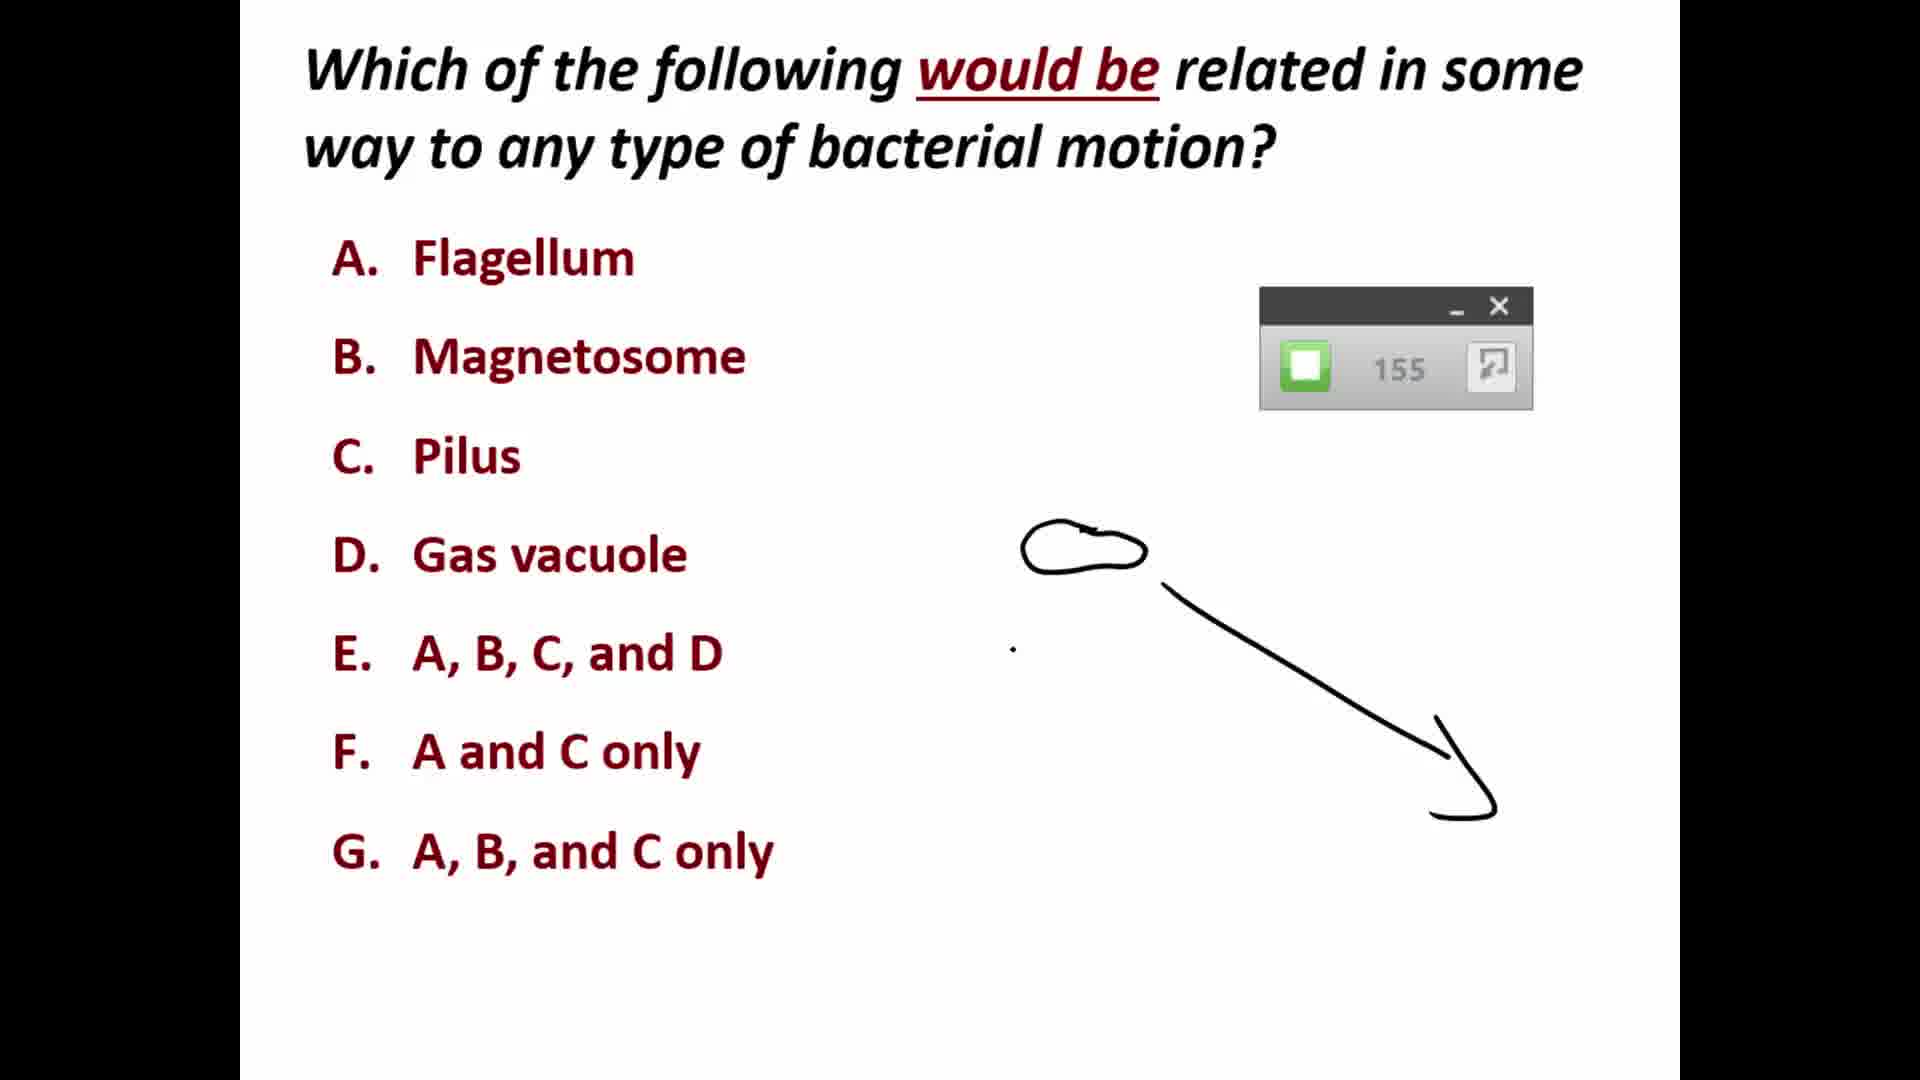 Which of the following would be related in some
way to any type of bacterial motion?
A. Flagellum
B. Magnetosome
155
C. Pilus
D. Gas vacuole
E. A, B, C, and D
F. A and C only
G. A, B, and C only